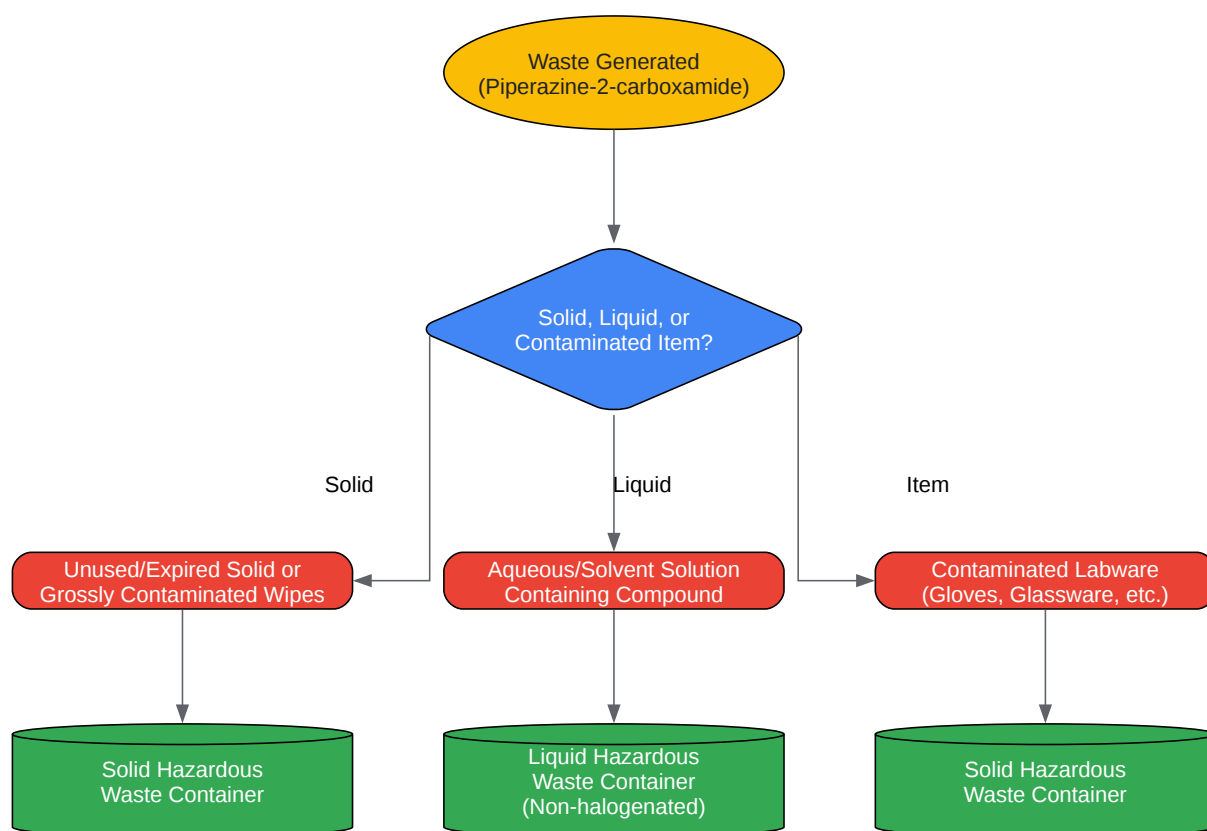 Waste Generated
(Piperazine-2-carboxamide)
Solid, Liquid, or
Contaminated Item?
Solid
Liquid
Item
Unused/Expired Solid or
Grossly Contaminated Wipes
Aqueous/Solvent Solution
Containing Compound
Contaminated Labware
(Gloves, Glassware, etc.)
Solid Hazardous
Waste Container
Liquid Hazardous
Waste Container
(Non-halogenated)
Solid Hazardous
Waste Container